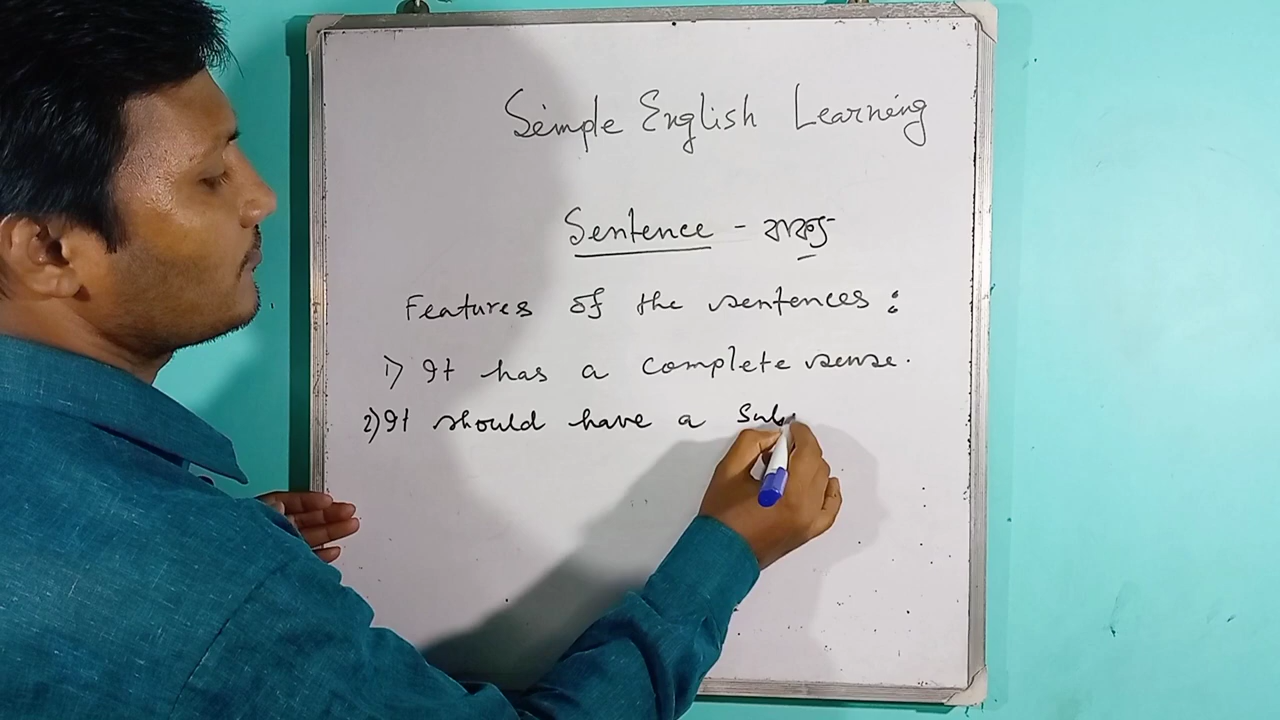 Simple English Learning
Sentence - বাক্য
Features of the sentences :
1) It has a complete sense.
2) It should have a Sub